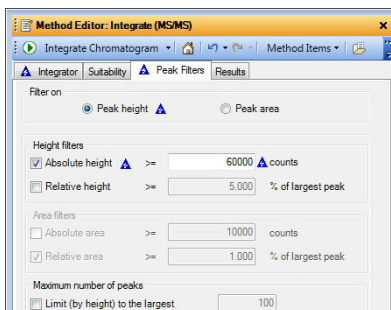 Method Editor: Integrate (MS/MS)
Integrate Chromatogram Method Items
Integrator Suitability Peak Filters Results
Filter on
Peak height Peak area
Height filters
Absolute height >= 60000 counts
Relative height >= 5.000 % of largest peak
Area filters
Absolute area >= 10000 counts
Relative area >= 1.000 % of largest peak
Maximum number of peaks
Limit (by height) to the largest 100